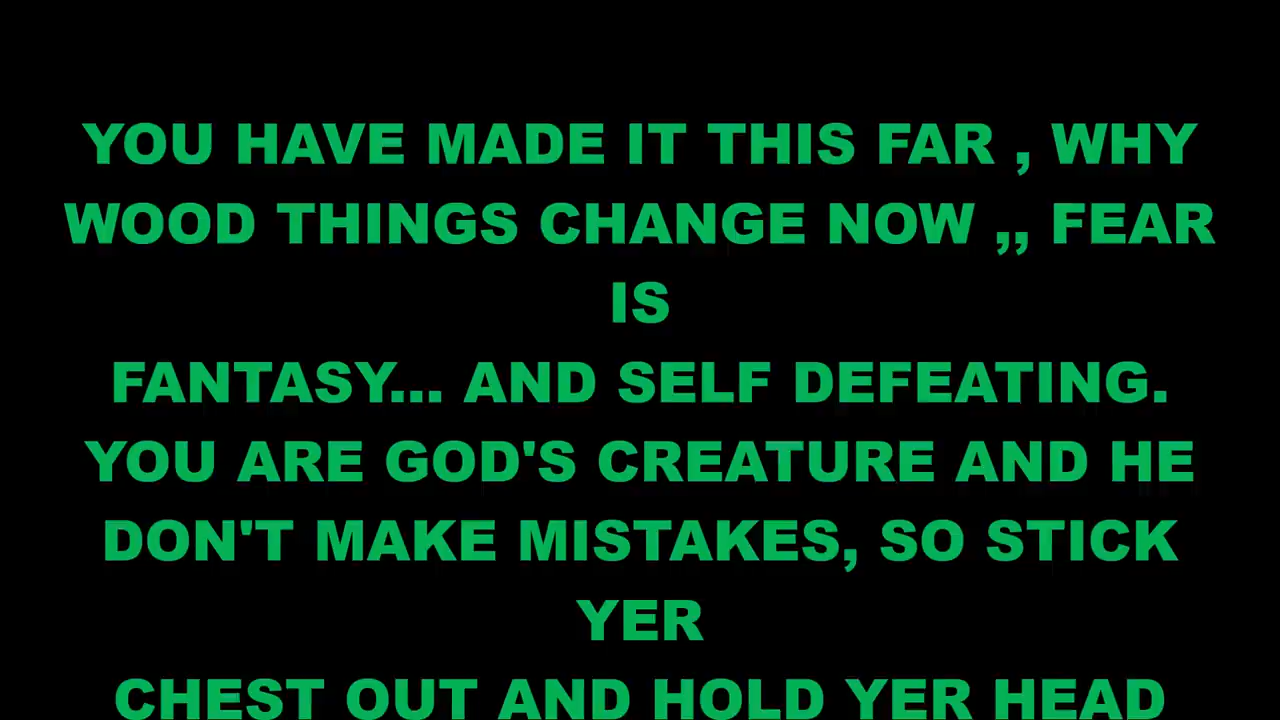 YOU HAVE MADE IT THIS FAR , WHY
WOOD THINGS CHANGE NOW ,, FEAR
IS
FANTASY... AND SELF DEFEATING.
YOU ARE GOD'S CREATURE AND HE
DON'T MAKE MISTAKES, SO STICK
YER
CHEST OUT AND HOLD YER HEAD